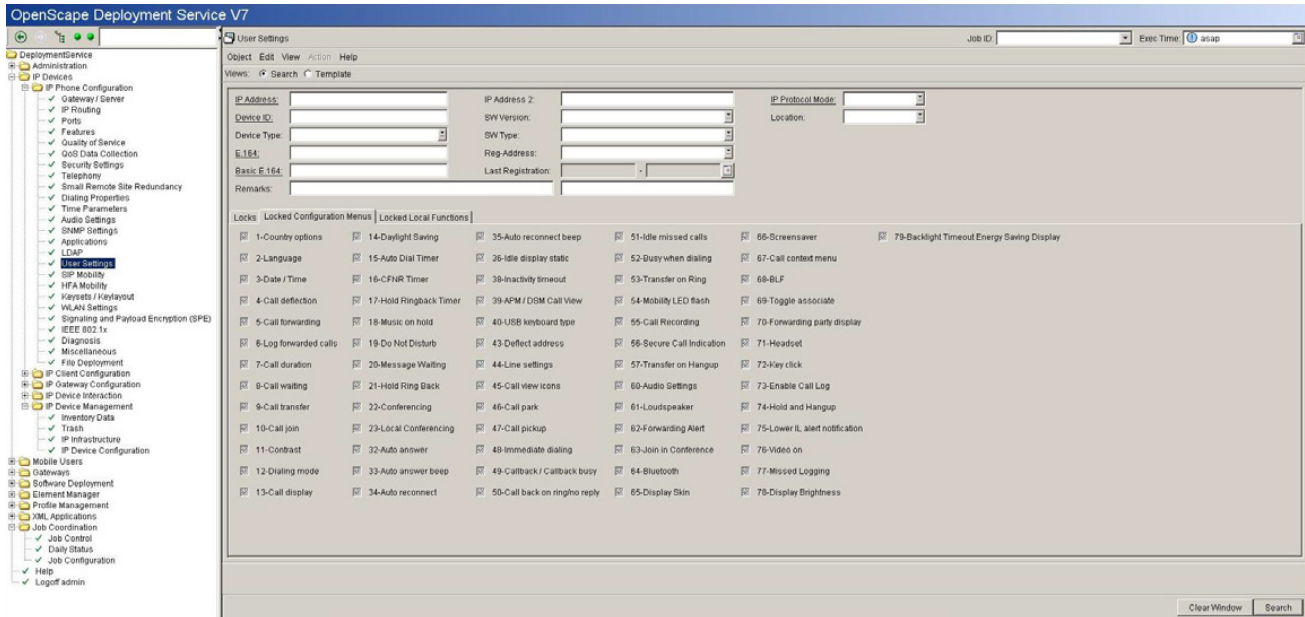 OpenScape Deployment Service V7
DeploymentService
Administration
IP Devices
IP Phone Configuration
Gateway / Server
IP Routing
Ports
Features
Quality of Service
QoS Data Collection
Security Settings
Telephony
Small Remote Site Redundancy
Dialing Properties
Time Parameters
Audio Settings
SNMP Settings
Applications
LDAP
User Settings
SIP Mobility
HFA Mobility
Keysets / Keylayout
WLAN Settings
Signaling and Payload Encryption (SPE)
IEEE 802.1x
Diagnosis
Miscellaneous
File Deployment
IP Client Configuration
IP Gateway Configuration
IP Device Interaction
IP Device Management
Inventory Data
Trash
IP Infrastructure
IP Device Configuration
Mobile Users
Gateways
Software Deployment
Element Manager
Profile Management
XML Applications
Job Coordination
Job Control
Daily Status
Job Configuration
Help
Logoff admin
User Settings Job ID: Exec Time: asap
Object Edit View Action Help
Views: Search Template
IP Address: IP Address 2: IP Protocol Mode:
Device ID: SW Version: Location:
Device Type: SW Type:
E.164: Reg-Address:
Basic E.164: Last Registration: -
Remarks:
Locks Locked Configuration Menus Locked Local Functions
1-Country options 14-Daylight Saving 35-Auto reconnect beep 51-Idle missed calls 66-Screensaver 79-Backlight Timeout Energy Saving Display
2-Language 15-Auto Dial Timer 36-Idle display static 52-Busy when dialing 67-Call context menu
3-Date / Time 16-CFNR Timer 38-Inactivity timeout 53-Transfer on Ring 68-BLF
4-Call deflection 17-Hold Ringback Timer 39-APM / DSM Call View 54-Mobility LED flash 69-Toggle associate
5-Call forwarding 18-Music on hold 40-USB keyboard type 55-Call Recording 70-Forwarding party display
6-Log forwarded calls 19-Do Not Disturb 43-Deflect address 56-Secure Call Indication 71-Headset
7-Call duration 20-Message Waiting 44-Line settings 57-Transfer on Hangup 72-Key click
8-Call waiting 21-Hold Ring Back 45-Call view icons 60-Audio Settings 73-Enable Call Log
9-Call transfer 22-Conferencing 46-Call park 61-Loudspeaker 74-Hold and Hangup
10-Call join 23-Local Conferencing 47-Call pickup 62-Forwarding Alert 75-Lower IL alert notification
11-Contrast 32-Auto answer 48-Immediate dialing 63-Join in Conference 76-Video on
12-Dialing mode 33-Auto answer beep 49-Callback / Callback busy 64-Bluetooth 77-Missed Logging
13-Call display 34-Auto reconnect 50-Call back on ring/no reply 65-Display Skin 78-Display Brightness
Clear Window Search